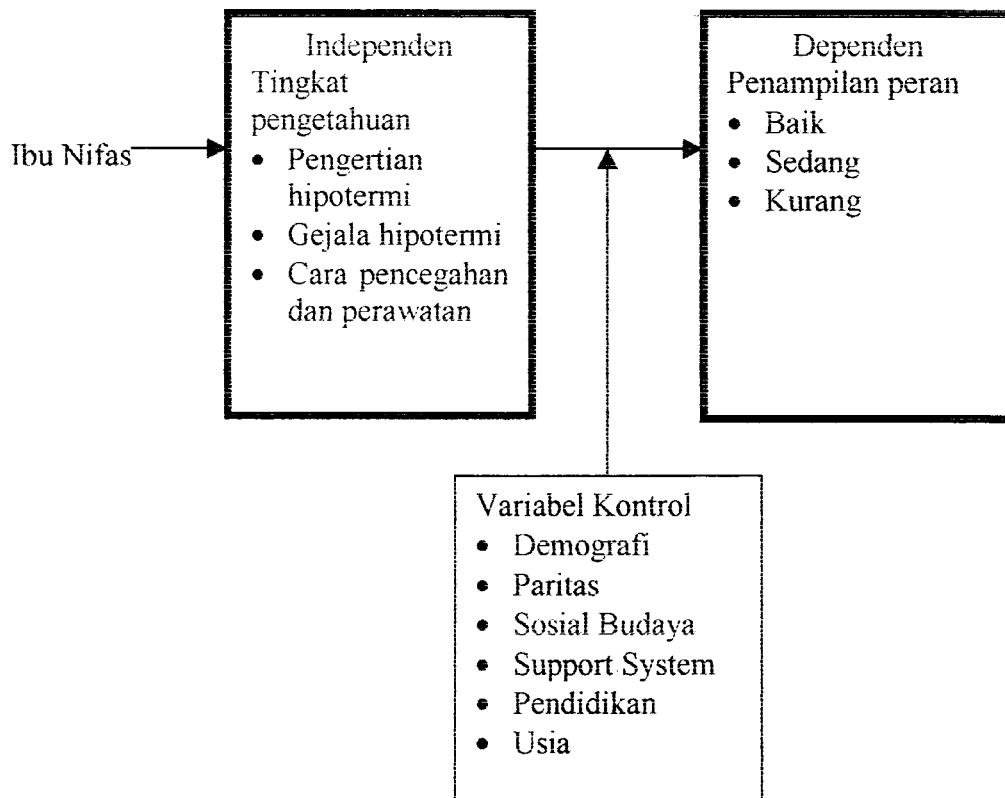 Ibu Nifas
Independen
Tingkat
pengetahuan
• Pengertian
hipotermi
• Gejala hipotermi
• Cara pencegahan
dan perawatan
Dependen
Penampilan peran
• Baik
• Sedang
• Kurang
Variabel Kontrol
• Demografi
• Paritas
• Sosial Budaya
• Support System
• Pendidikan
• Usia